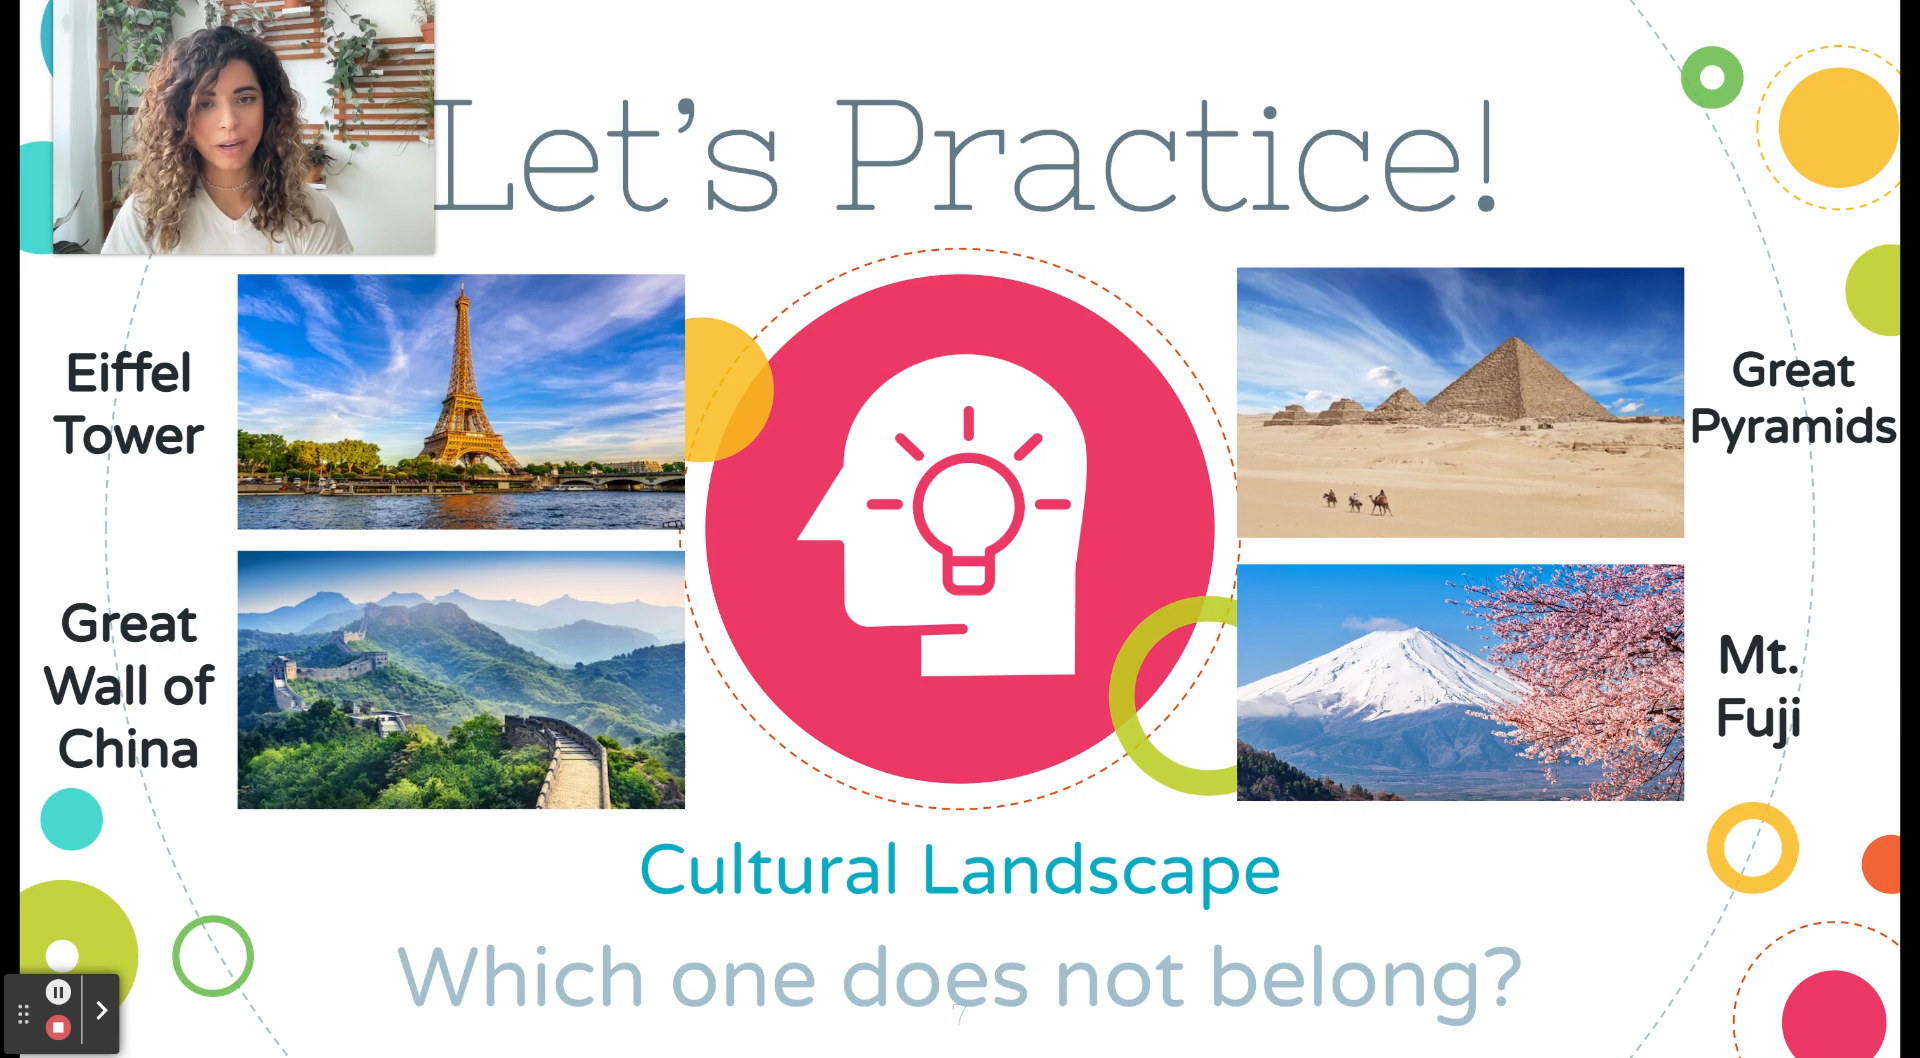 Let's Practice!
Eiffel
Tower
Great
Pyramids
Great
Wall of
China
Mt.
Fuji
Cultural Landscape
Which one does not belong?
7